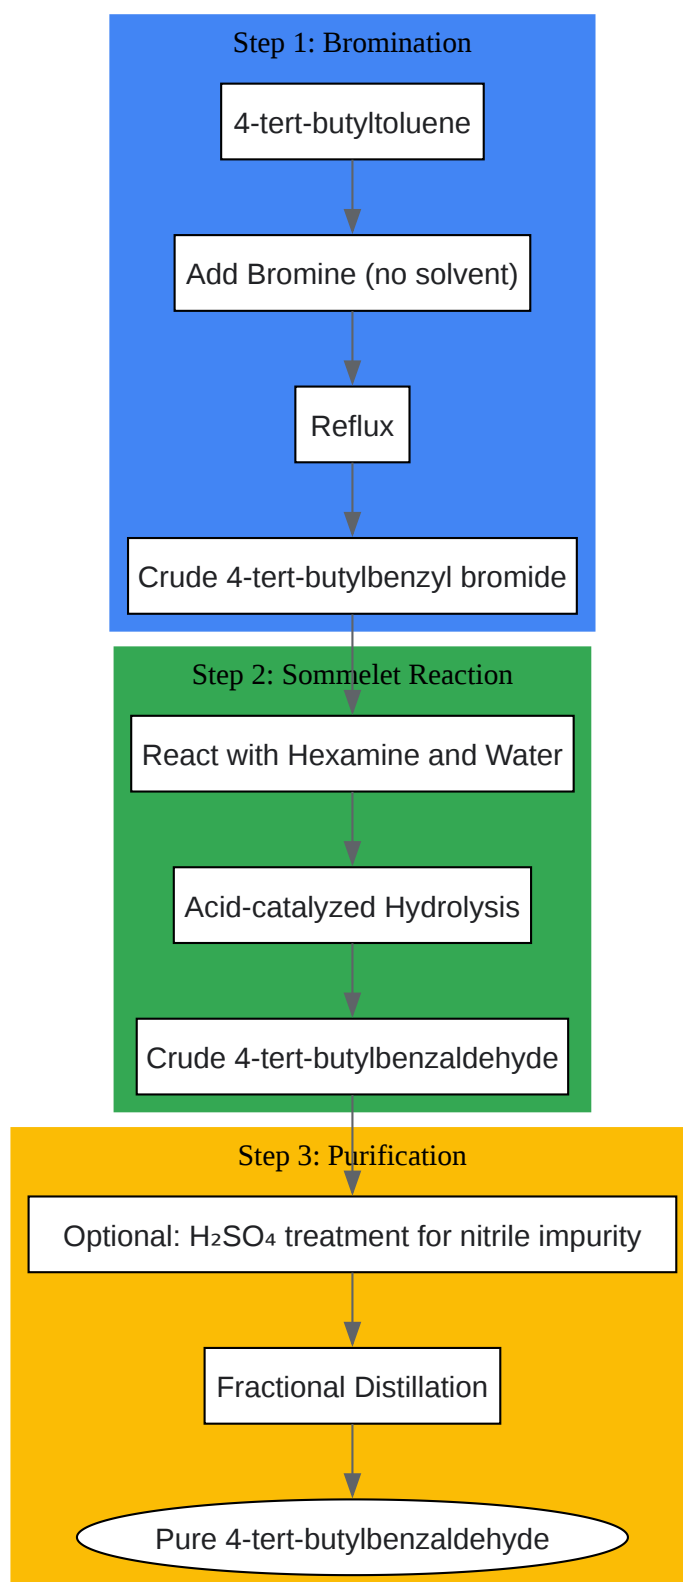 Step 1: Bromination
4-tert-butyltoluene
Add Bromine (no solvent)
Reflux
Crude 4-tert-butylbenzyl bromide
Step 2: Sommelet Reaction
React with Hexamine and Water
Acid-catalyzed Hydrolysis
Crude 4-tert-butylbenzaldehyde
Step 3: Purification
Optional: H₂SO₄ treatment for nitrile impurity
Fractional Distillation
Pure 4-tert-butylbenzaldehyde